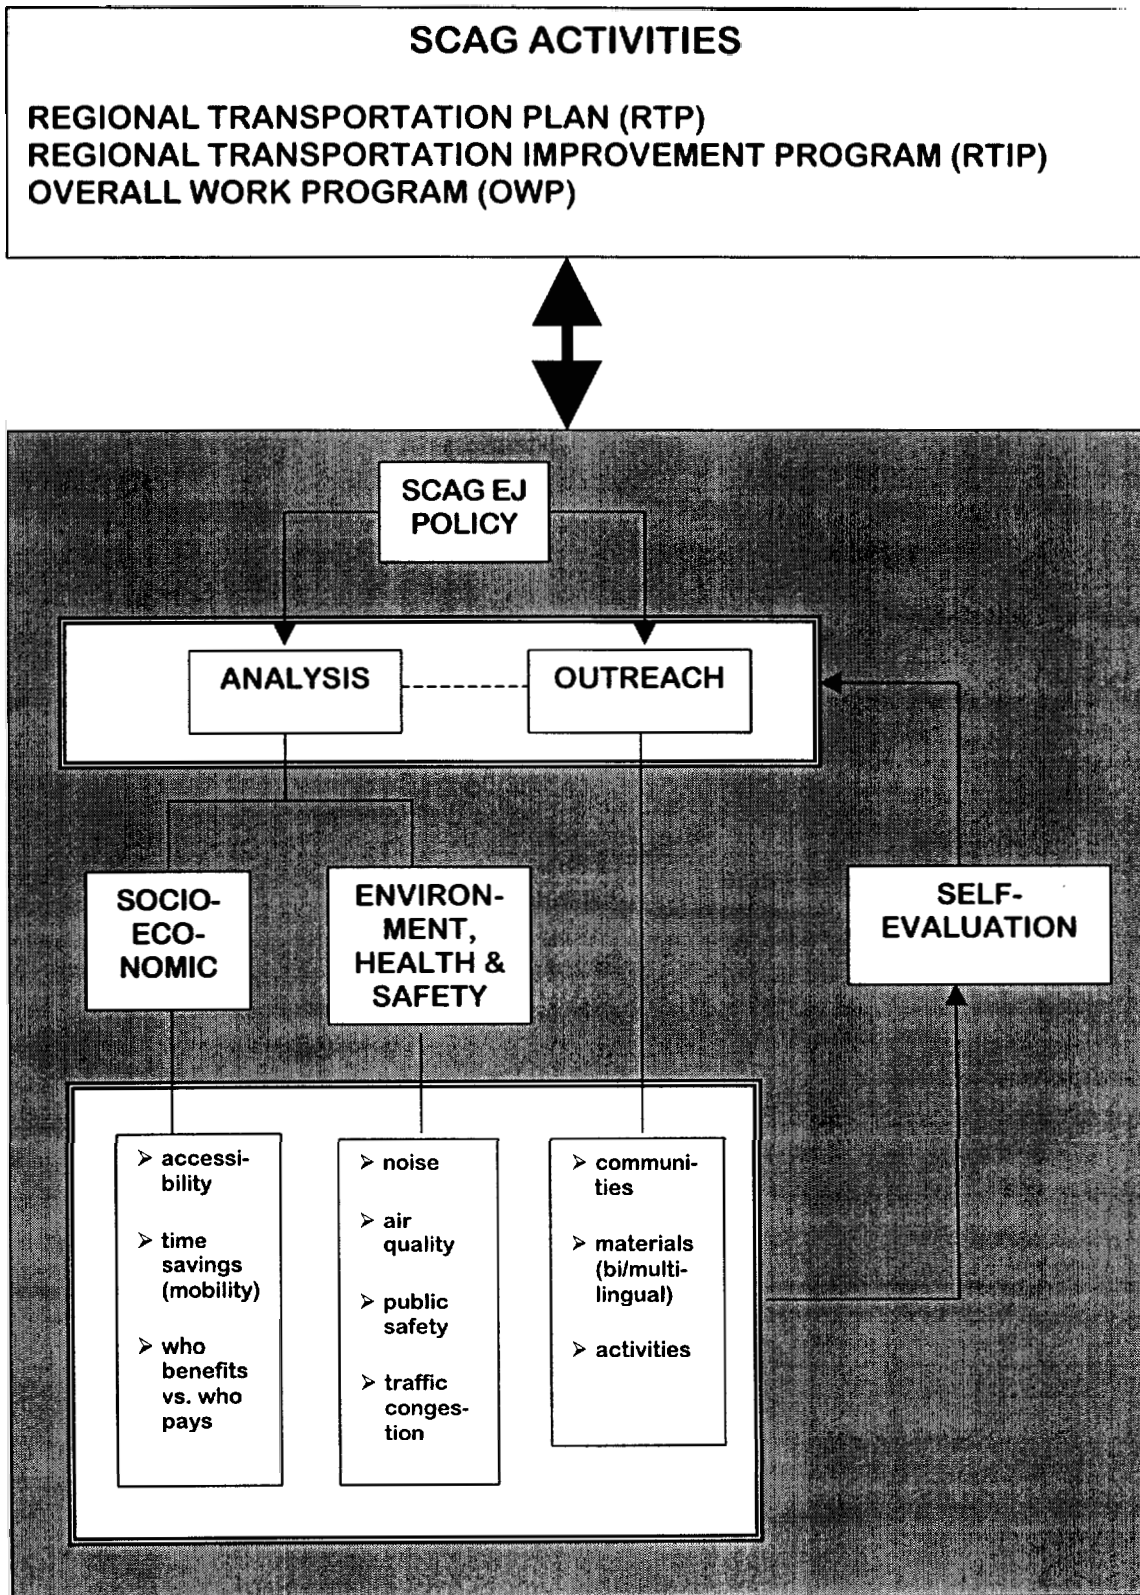 SCAG ACTIVITIES
REGIONAL TRANSPORTATION PLAN (RTP)
REGIONAL TRANSPORTATION IMPROVEMENT PROGRAM (RTIP)
OVERALL WORK PROGRAM (OWP)
SCAG EJ
POLICY
ANALYSIS
OUTREACH
SOCIO-
ECO-
NOMIC
ENVIRON-
MENT,
HEALTH &
SAFETY
SELF-
EVALUATION
➢ accessi-
bility
➢ time
savings
(mobility)
➢ who
benefits
vs. who
pays
➢ noise
➢ air
quality
➢ public
safety
➢ traffic
conges-
tion
➢ communi-
ties
➢ materials
(bi/multi-
lingual)
➢ activities